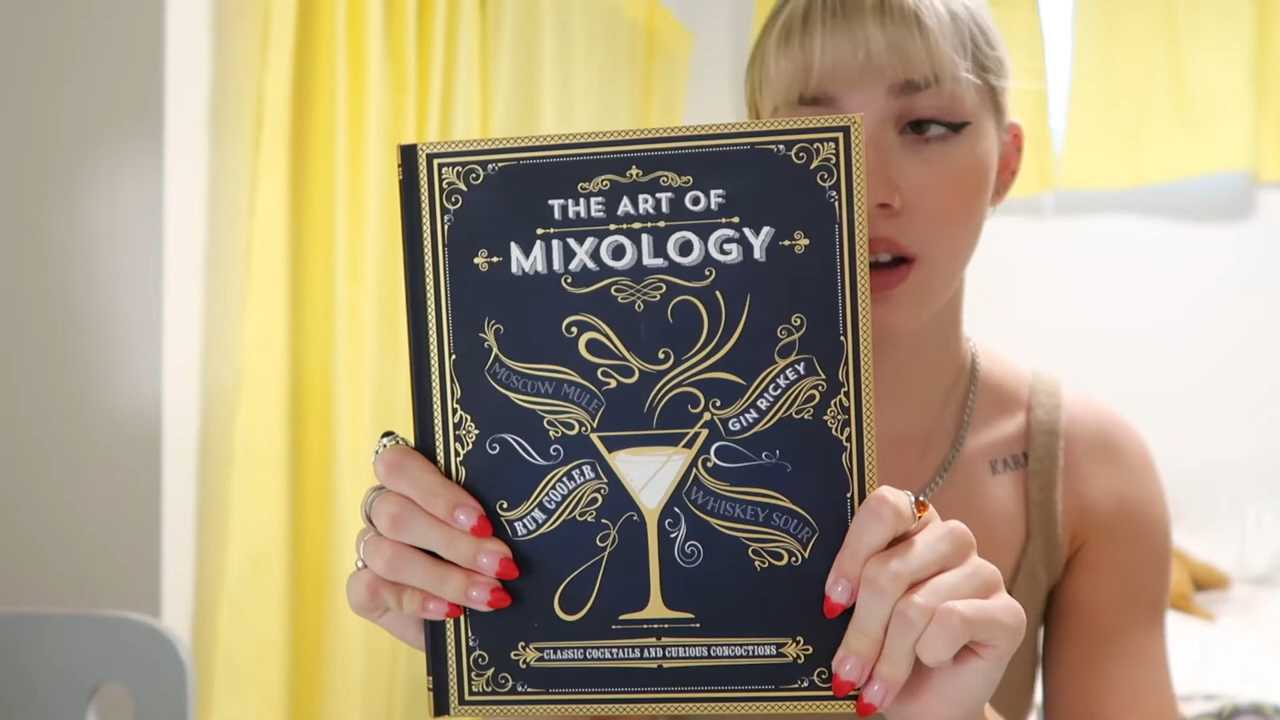 THE ART OF
MIXOLOGY
MOSCOW MULE
GIN RICKEY
RUM COOLER
WHISKEY SOUR
CLASSIC COCKTAILS AND CURIOUS CONCOCTIONS